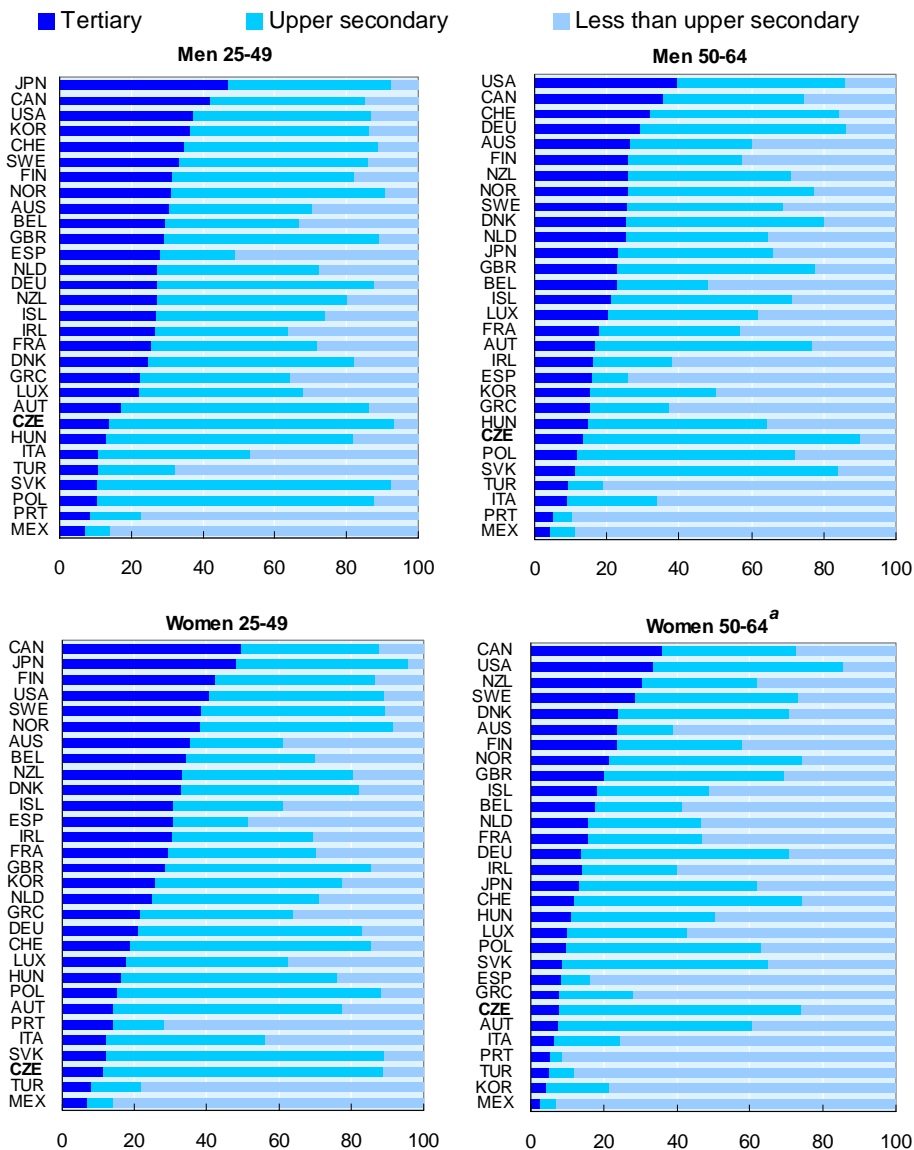 Tertiary Upper secondary Less than upper secondary
Men 25-49
JPN
CAN
USA
KOR
CHE
SWE
FIN
NOR
AUS
BEL
GBR
ESP
NLD
DEU
NZL
ISL
IRL
FRA
DNK
GRC
LUX
AUT
CZE
HUN
ITA
TUR
SVK
POL
PRT
MEX
0 20 40 60 80 100
Men 50-64
USA
CAN
CHE
DEU
AUS
FIN
NZL
NOR
SWE
DNK
NLD
JPN
GBR
BEL
ISL
LUX
FRA
AUT
IRL
ESP
KOR
GRC
HUN
CZE
POL
SVK
TUR
ITA
PRT
MEX
0 20 40 60 80 100
Women 25-49
CAN
JPN
FIN
USA
SWE
NOR
AUS
BEL
NZL
DNK
ISL
ESP
IRL
FRA
GBR
KOR
NLD
GRC
DEU
CHE
LUX
HUN
POL
AUT
PRT
ITA
SVK
CZE
TUR
MEX
0 20 40 60 80 100
Women 50-64 a
CAN
USA
NZL
SWE
DNK
AUS
FIN
NOR
GBR
ISL
BEL
NLD
FRA
DEU
IRL
JPN
CHE
HUN
LUX
POL
SVK
ESP
GRC
CZE
AUT
ITA
PRT
TUR
KOR
MEX
0 20 40 60 80 100